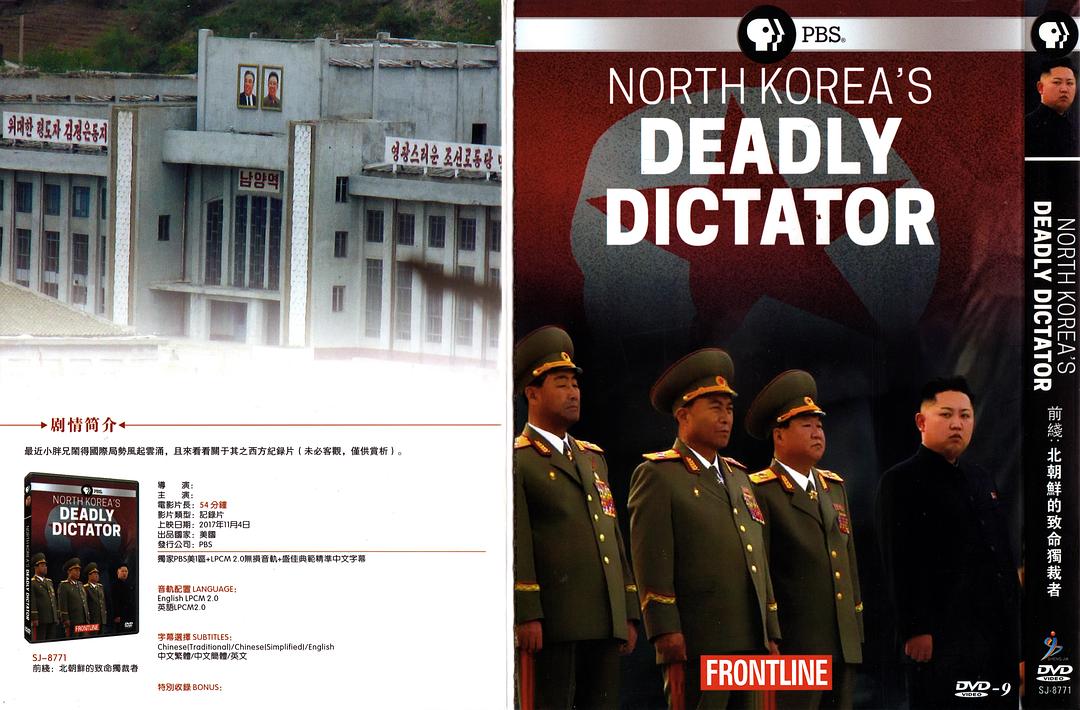 위대한 령도자 김정은동지
영광스러운 조선로동당
남양역
剧情简介
最近小胖兄鬧得國際局勢風起雲涌，且來看看關于其之西方紀錄片（未必客觀，僅供賞析）。
PBS
NORTH KOREA'S
DEADLY
DICTATOR
FRONTLINE
SJ-8771
前綫：北朝鮮的致命獨裁者
導　演：
主　演：
電影片長：54分鐘
影片類型：記錄片
上映日期：2017年11月4日
出品國家：美國
發行公司：PBS
獨家PBS美1區+LPCM 2.0無損音軌+盛佳典範精準中文字幕
音軌配置 LANGUAGE：
English LPCM 2.0
英語LPCM2.0
字幕選擇 SUBTITLES：
Chinese(Traditional)/Chinese(Simplified)/English
中文繁體/中文簡體/英文
特別收錄 BONUS：
PBS
NORTH KOREA'S
DEADLY
DICTATOR
FRONTLINE
DVD-9
VIDEO
NORTH KOREA'S
DEADLY DICTATOR
前綫：北朝鮮的致命獨裁者
SHENG JIA
DVD
VIDEO
SJ-8771